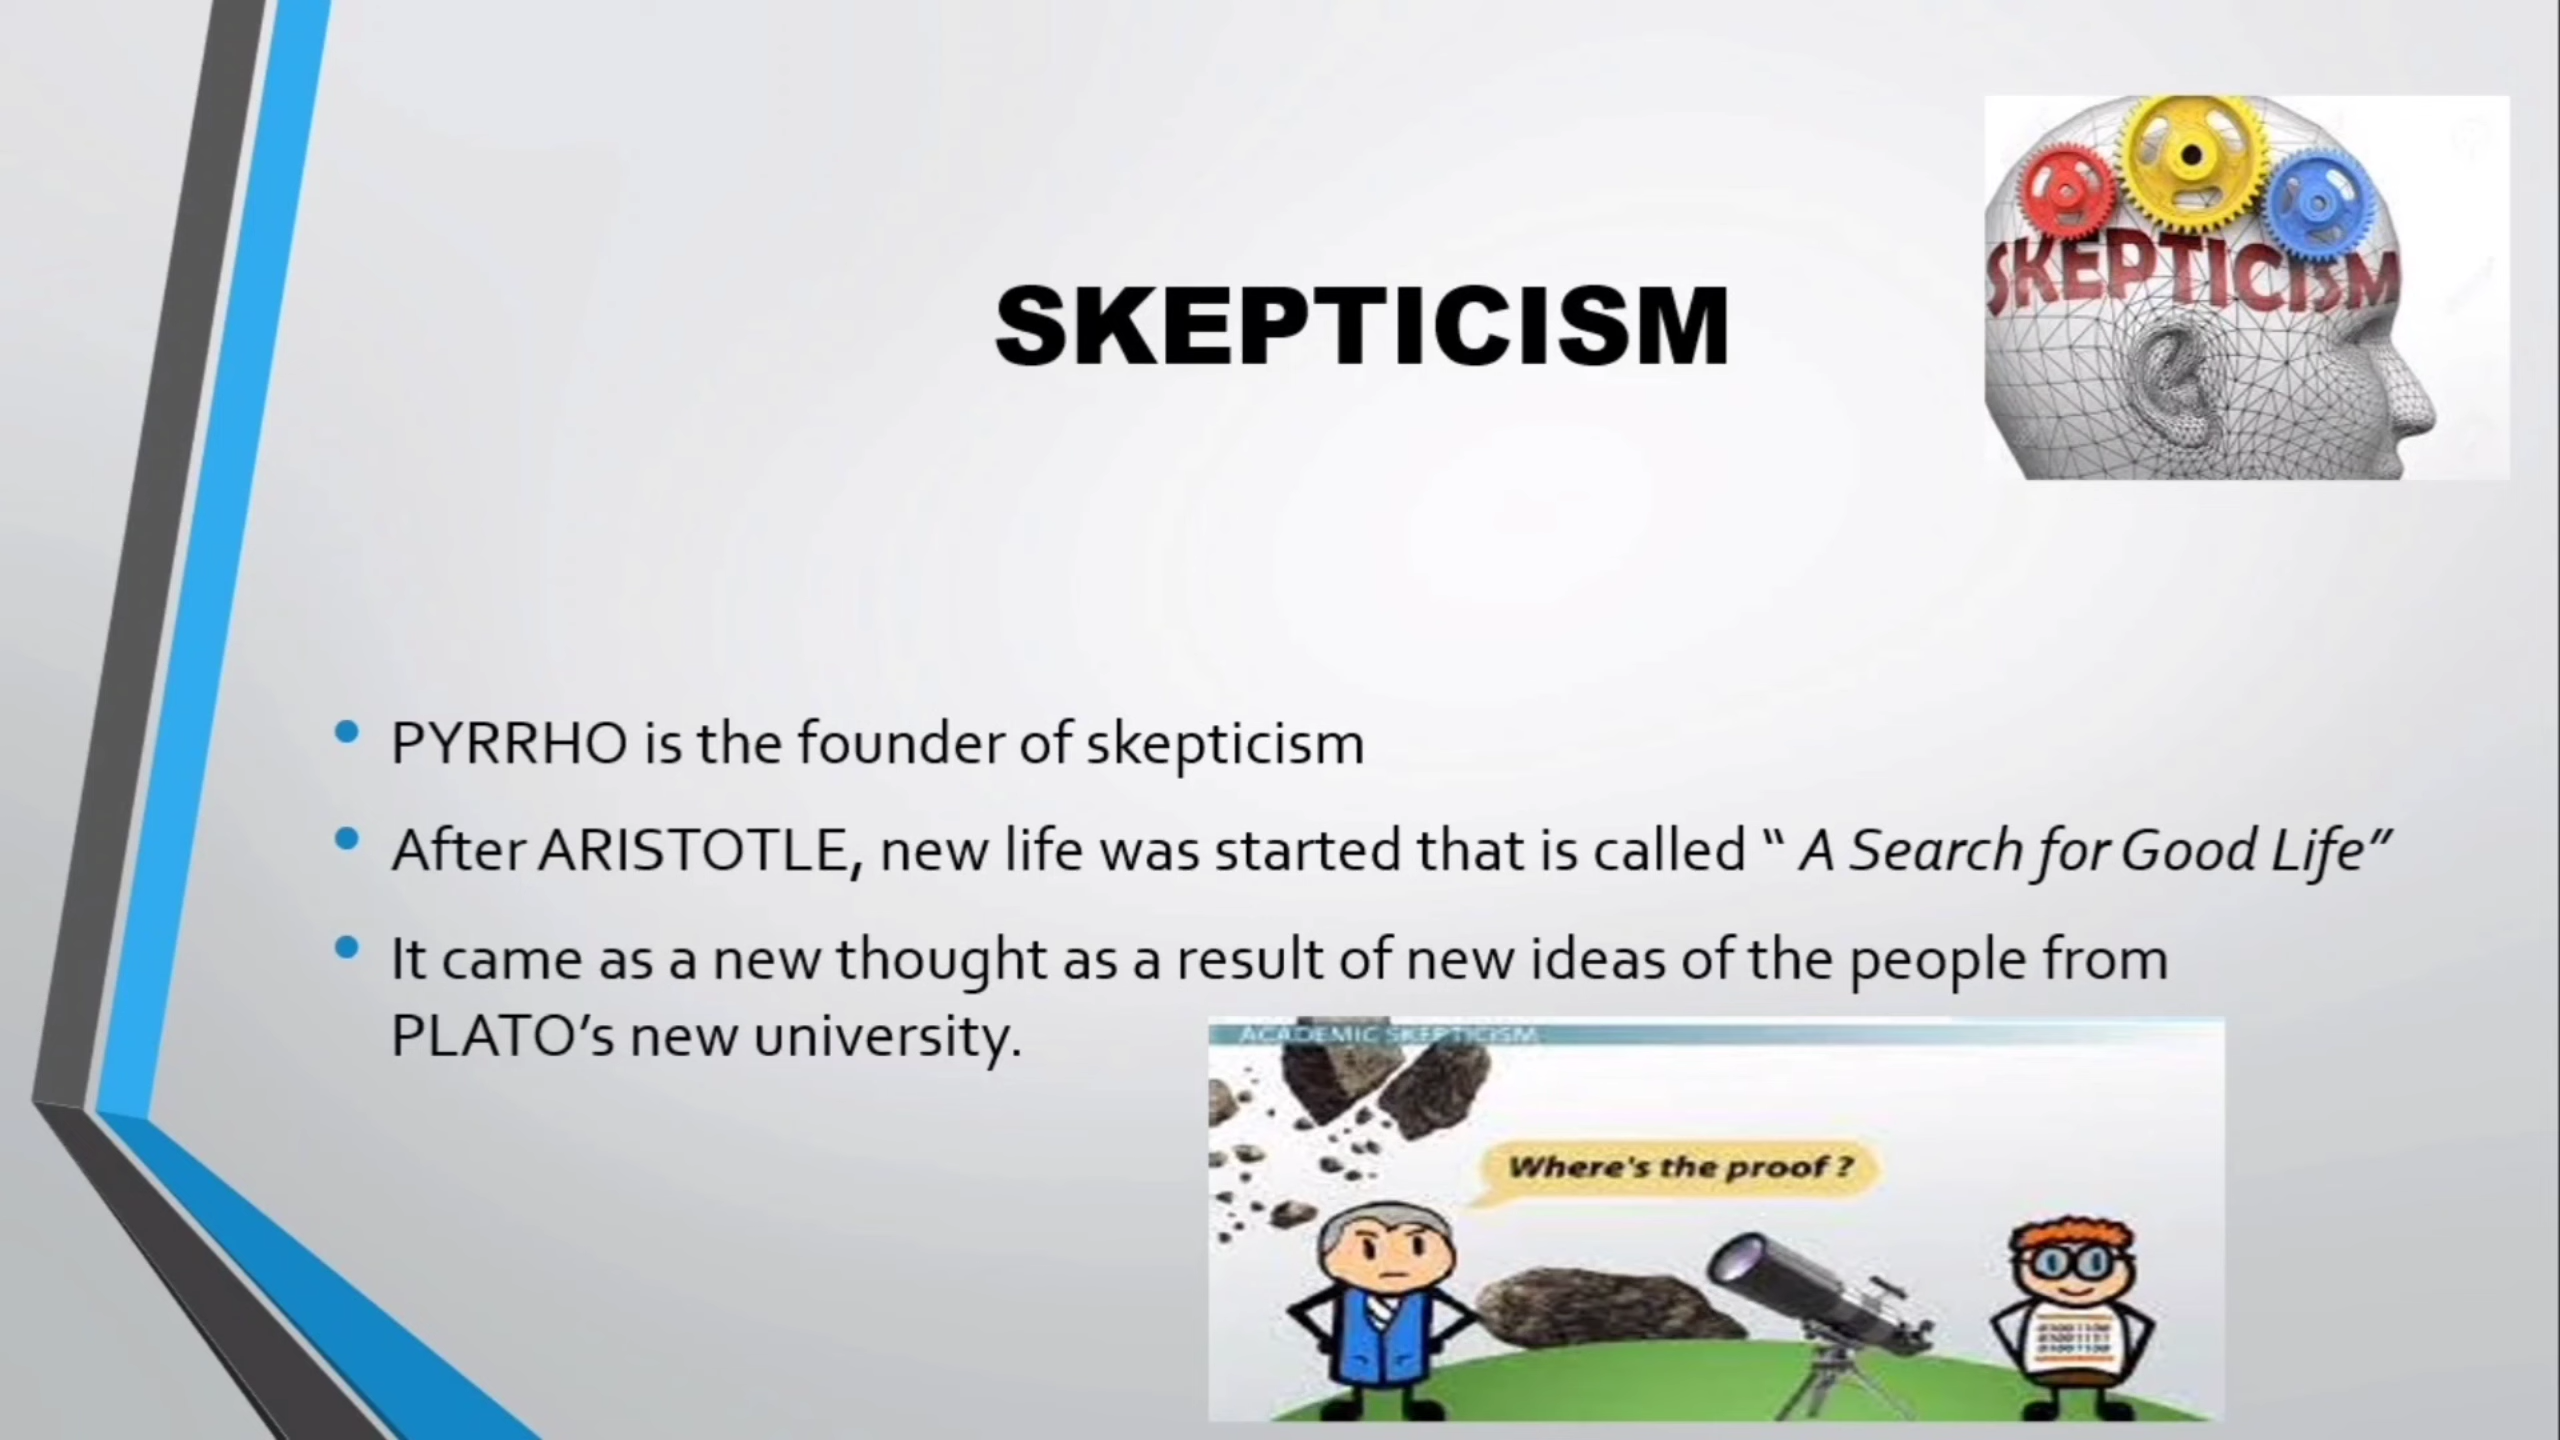 SKEPTICISM
SKEPTICISM
• PYRRHO is the founder of skepticism
• After ARISTOTLE, new life was started that is called “ A Search for Good Life”
• It came as a new thought as a result of new ideas of the people from
PLATO’s new university.
ACADEMIC SKEPTICISM
Where's the proof ?